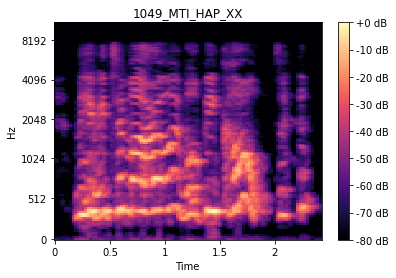 1049_MTI_HAP_XX
+0 dB
8192
-10 dB
4096
-20 dB
-30 dB
2048
Hz
-40 dB
1024
-50 dB
512
-60 dB
-70 dB
0
-80 dB
0 0.5 1 1.5 2
Time